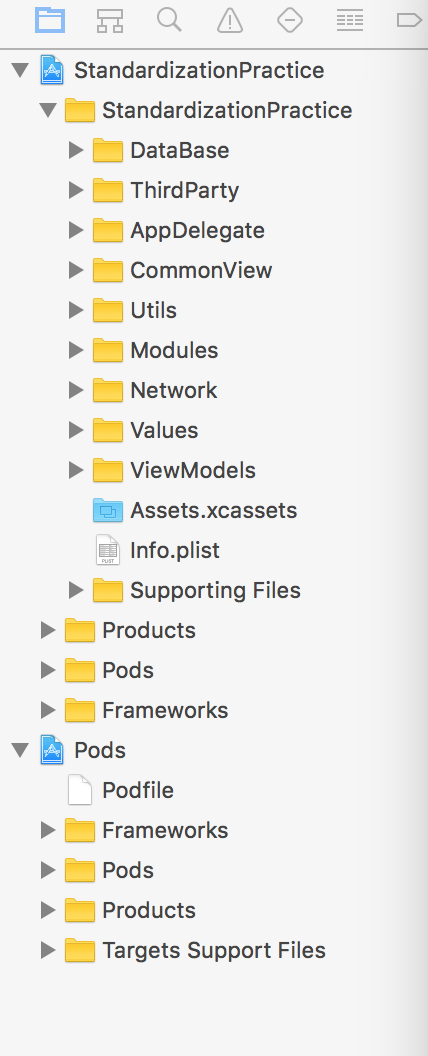 StandardizationPractice
StandardizationPractice
DataBase
ThirdParty
AppDelegate
CommonView
Utils
Modules
Network
Values
ViewModels
Assets.xcassets
PLIST
Info.plist
Supporting Files
Products
Pods
Frameworks
Pods
Podfile
Frameworks
Pods
Products
Targets Support Files